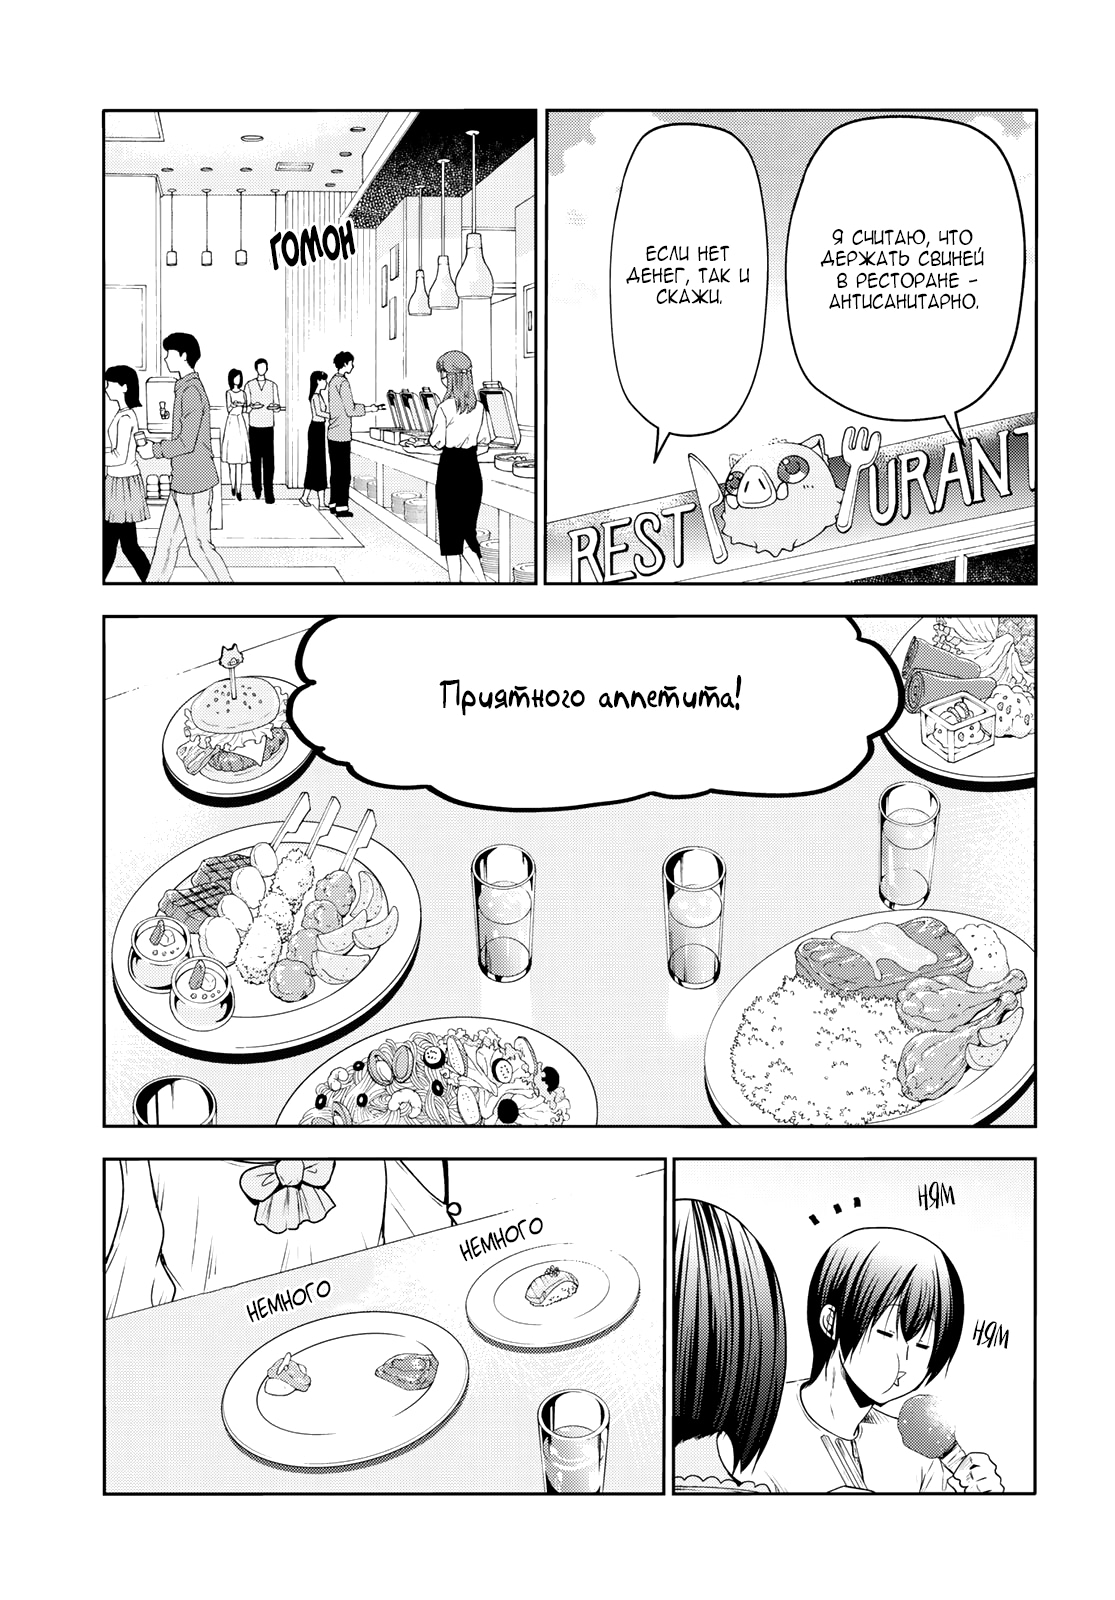 Я СЧИТАЮ, ЧТО
ДЕРЖАТЬ СВИНЕЙ
В РЕСТОРАНЕ –
АНТИСАНИТАРНО.
ЕСЛИ НЕТ
ДЕНЕГ, ТАК И
СКАЖИ.
REST URANT
ГОМОН
Приятного аппетита!
НЯМ
НЯМ
НЕМНОГО
НЕМНОГО